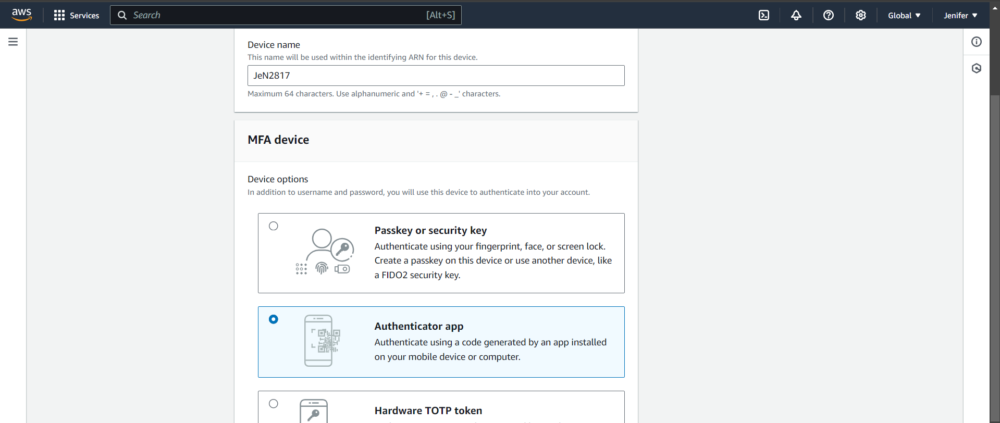 aws Services Search [Alt+S] Global Jenifer
Device name
This name will be used within the identifying ARN for this device.
JeN2817
Maximum 64 characters. Use alphanumeric and '+ = , . @ - _' characters.
MFA device
Device options
In addition to username and password, you will use this device to authenticate into your account.
Passkey or security key
Authenticate using your fingerprint, face, or screen lock.
Create a passkey on this device or use another device, like
a FIDO2 security key.
Authenticator app
Authenticate using a code generated by an app installed
on your mobile device or computer.
Hardware TOTP token